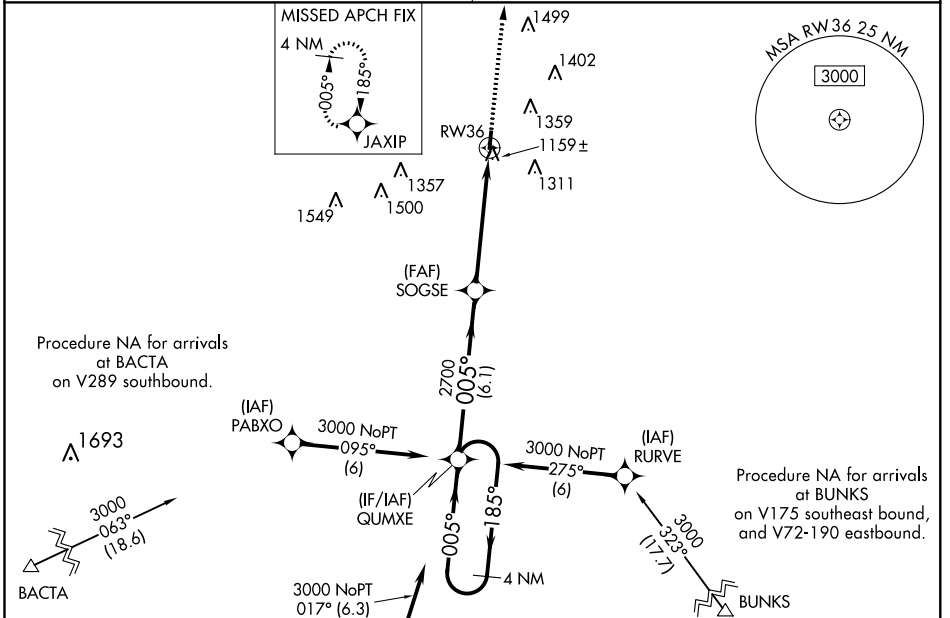 MISSED APCH FIX
4 NM
005°
185°
JAXIP
1499
1402
1359
RW36
1159±
1311
1357
1500
1549
MSA RW36 25 NM
3000
(FAF)
SOGSE
Procedure NA for arrivals
at BACTA
on V289 southbound.
2700
005°
(6.1)
(IAF)
PABXO
3000 NoPT
095°
(6)
1693
3000 NoPT
275°
(6)
(IAF)
RURVE
(IF/IAF)
QUMXE
005°
185°
4 NM
Procedure NA for arrivals
at BUNKS
on V175 southeast bound,
and V72-190 eastbound.
3000
063°
(18.6)
BACTA
3000 NoPT
017° (6.3)
3000
323°
(17.7)
BUNKS